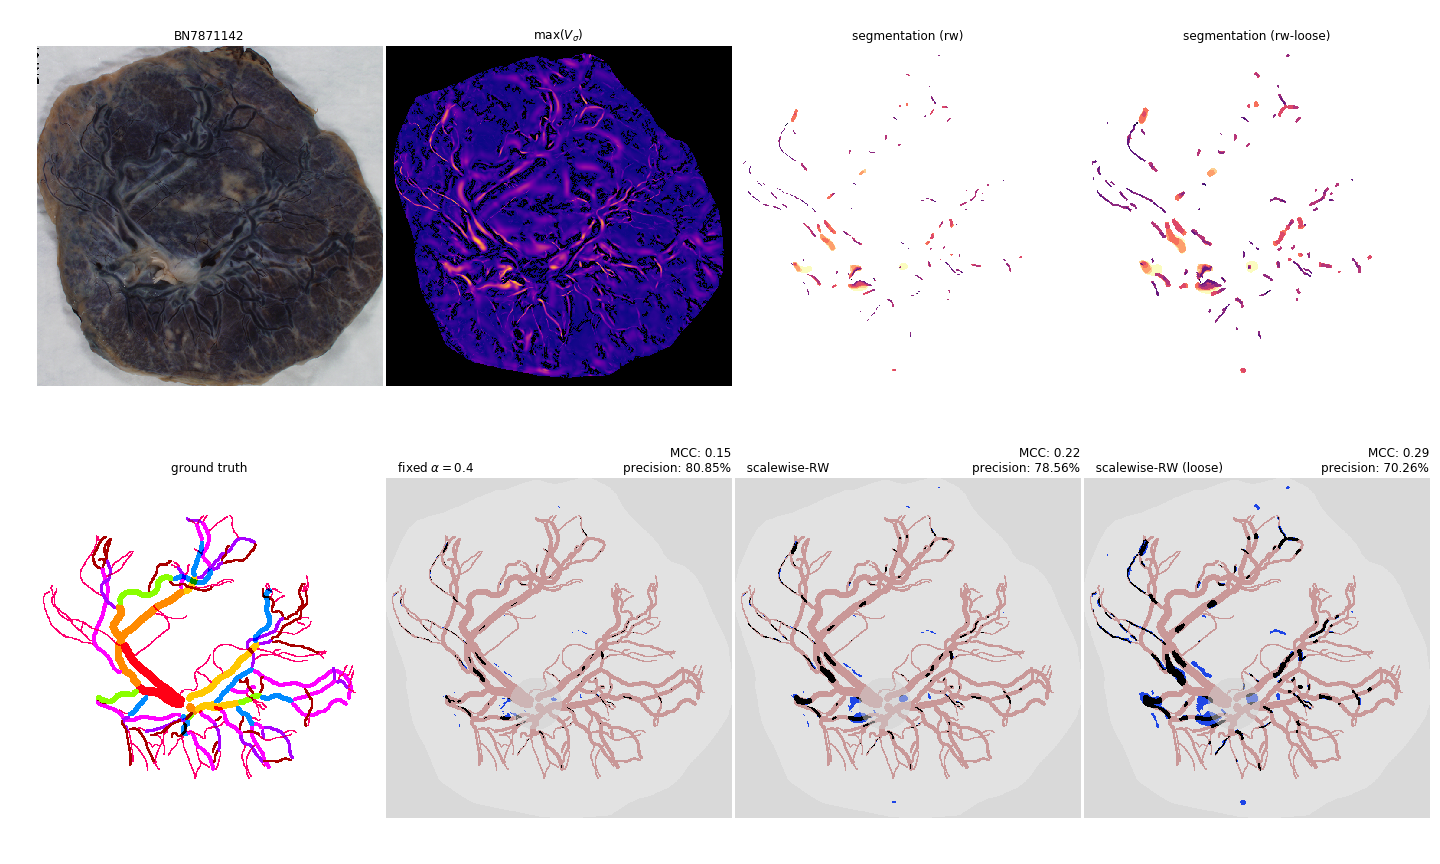 BN7871142
max(V_σ)
segmentation (rw)
segmentation (rw-loose)
ground truth
fixed α = 0.4
MCC: 0.15
precision: 80.85%
scalewise-RW
MCC: 0.22
precision: 78.56%
scalewise-RW (loose)
MCC: 0.29
precision: 70.26%